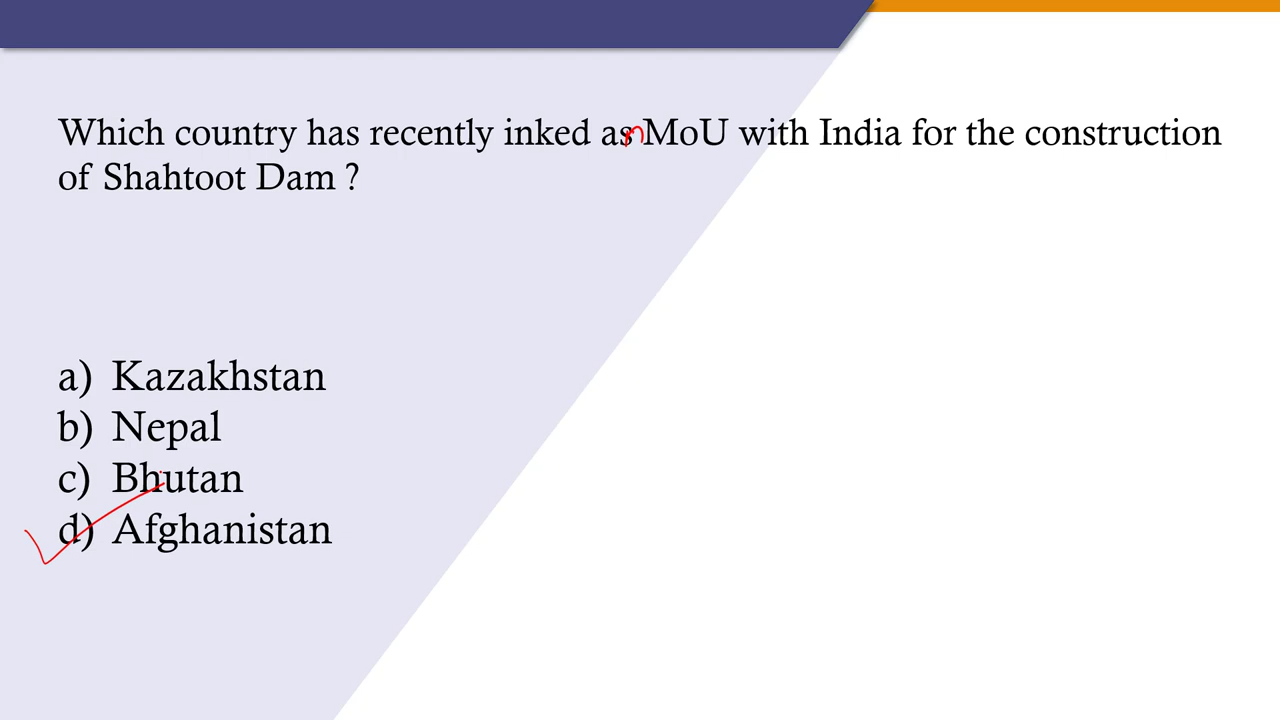 Which country has recently inked as n MoU with India for the construction
of Shahtoot Dam ?
a) Kazakhstan
b) Nepal
c) Bhutan
d) Afghanistan